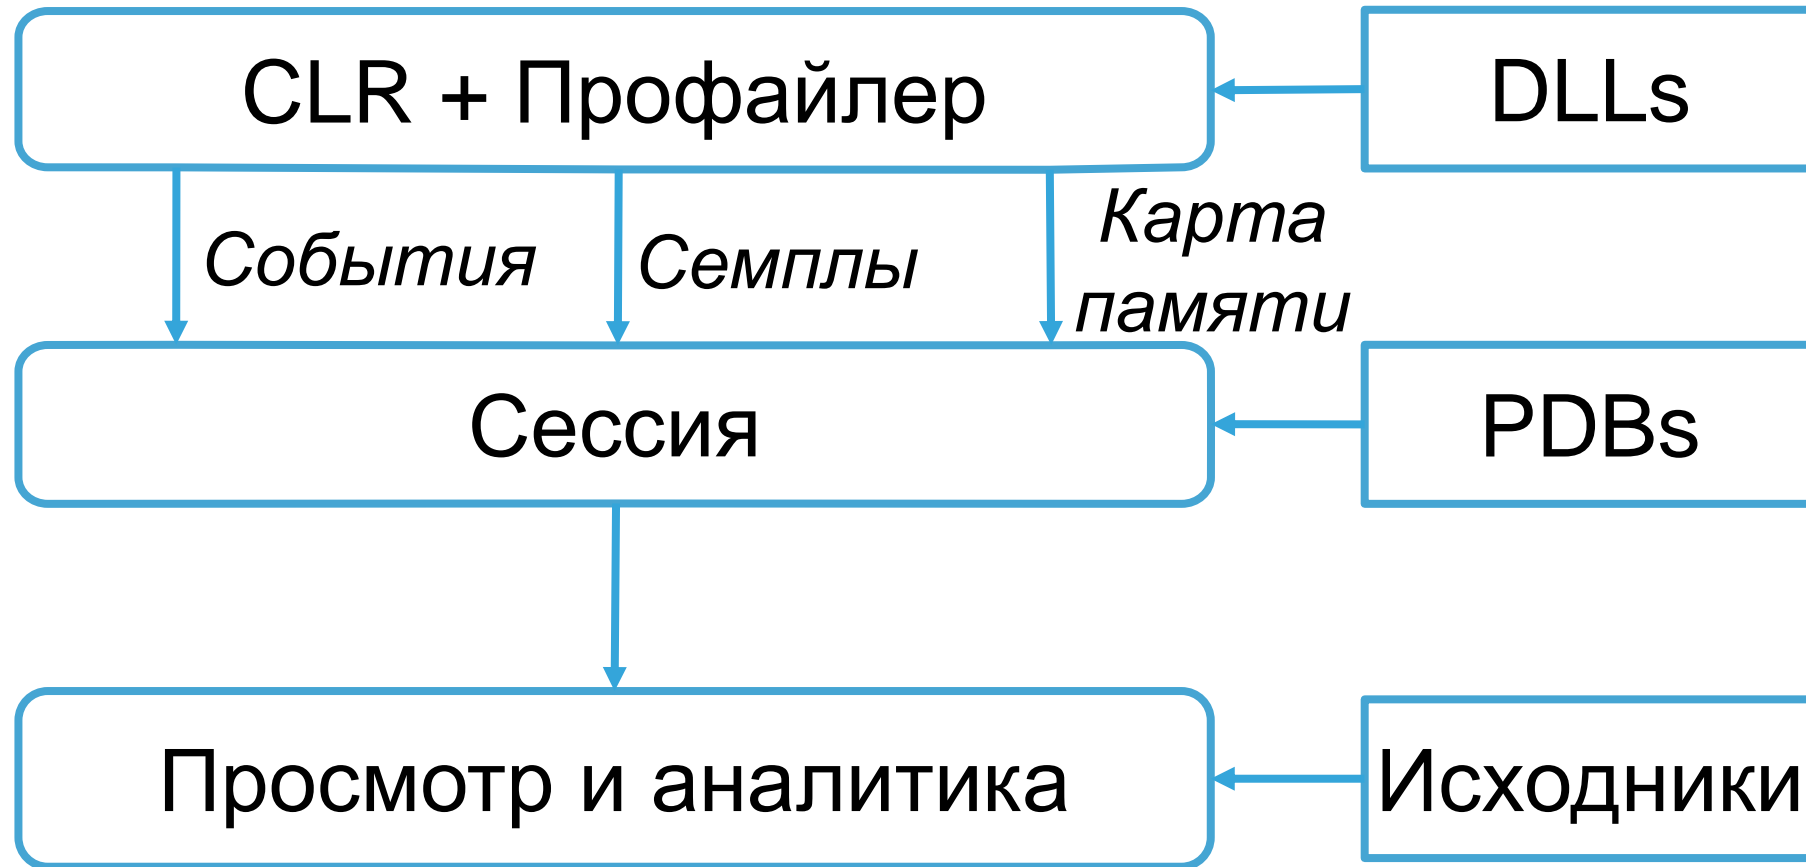 CLR + Профайлер
DLLs
События
Семплы
Карта
памяти
Сессия
PDBs
Просмотр и аналитика
Исходники